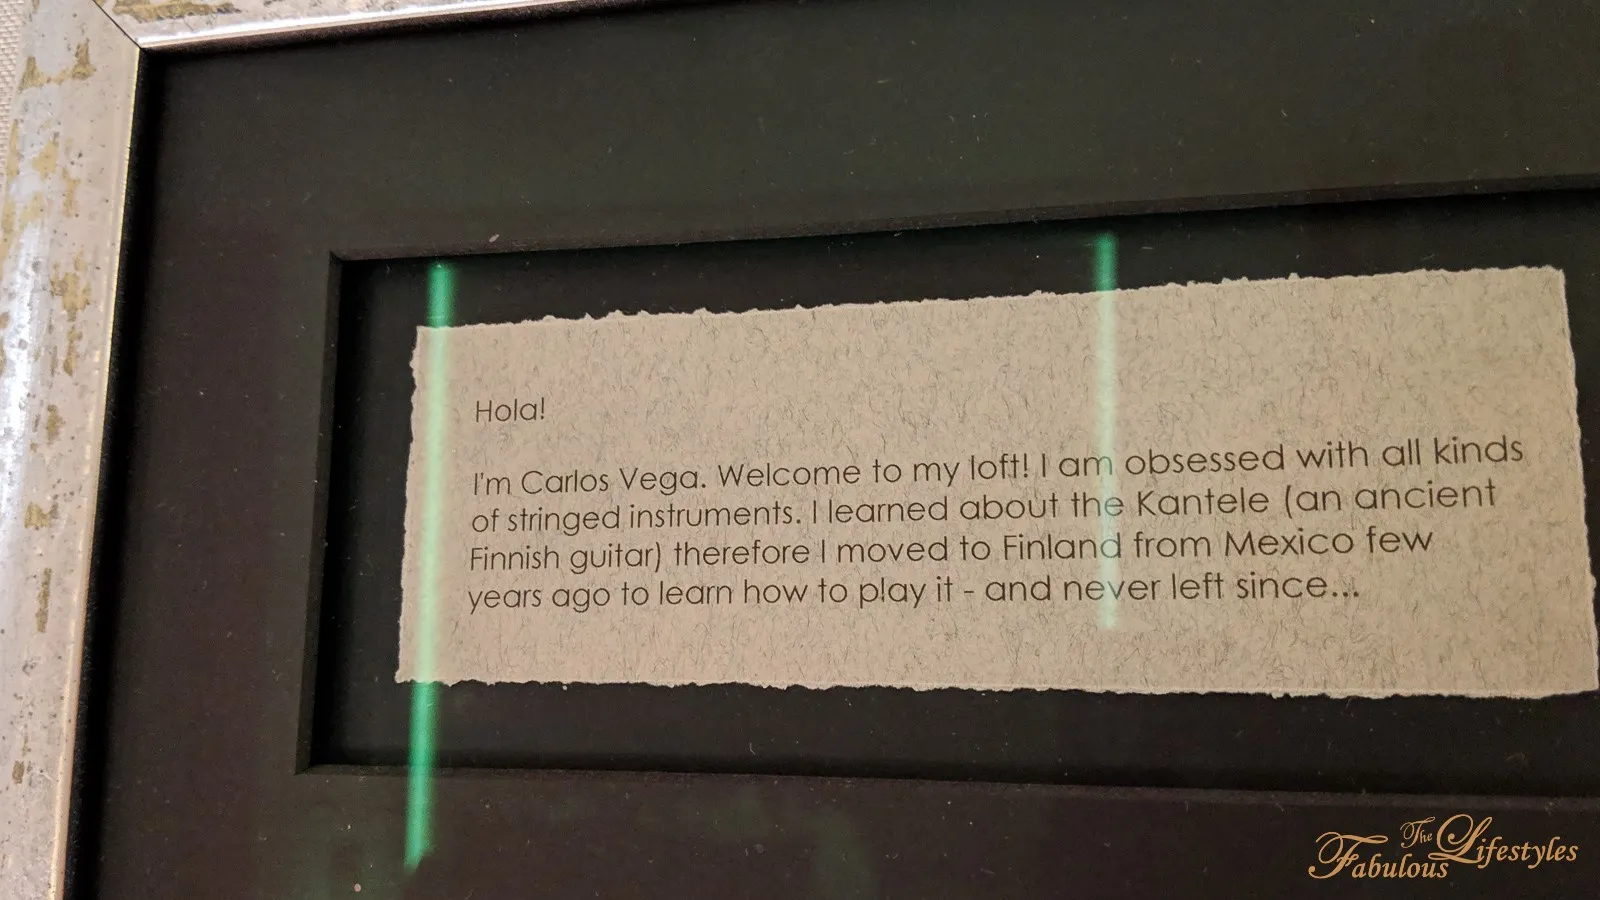 Hola!
I'm Carlos Vega. Welcome to my loft! I am obsessed with all kinds
of stringed instruments. I learned about the Kantele (an ancient
Finnish guitar) therefore I moved to Finland from Mexico few
years ago to learn how to play it - and never left since...
The Fabulous Lifestyles